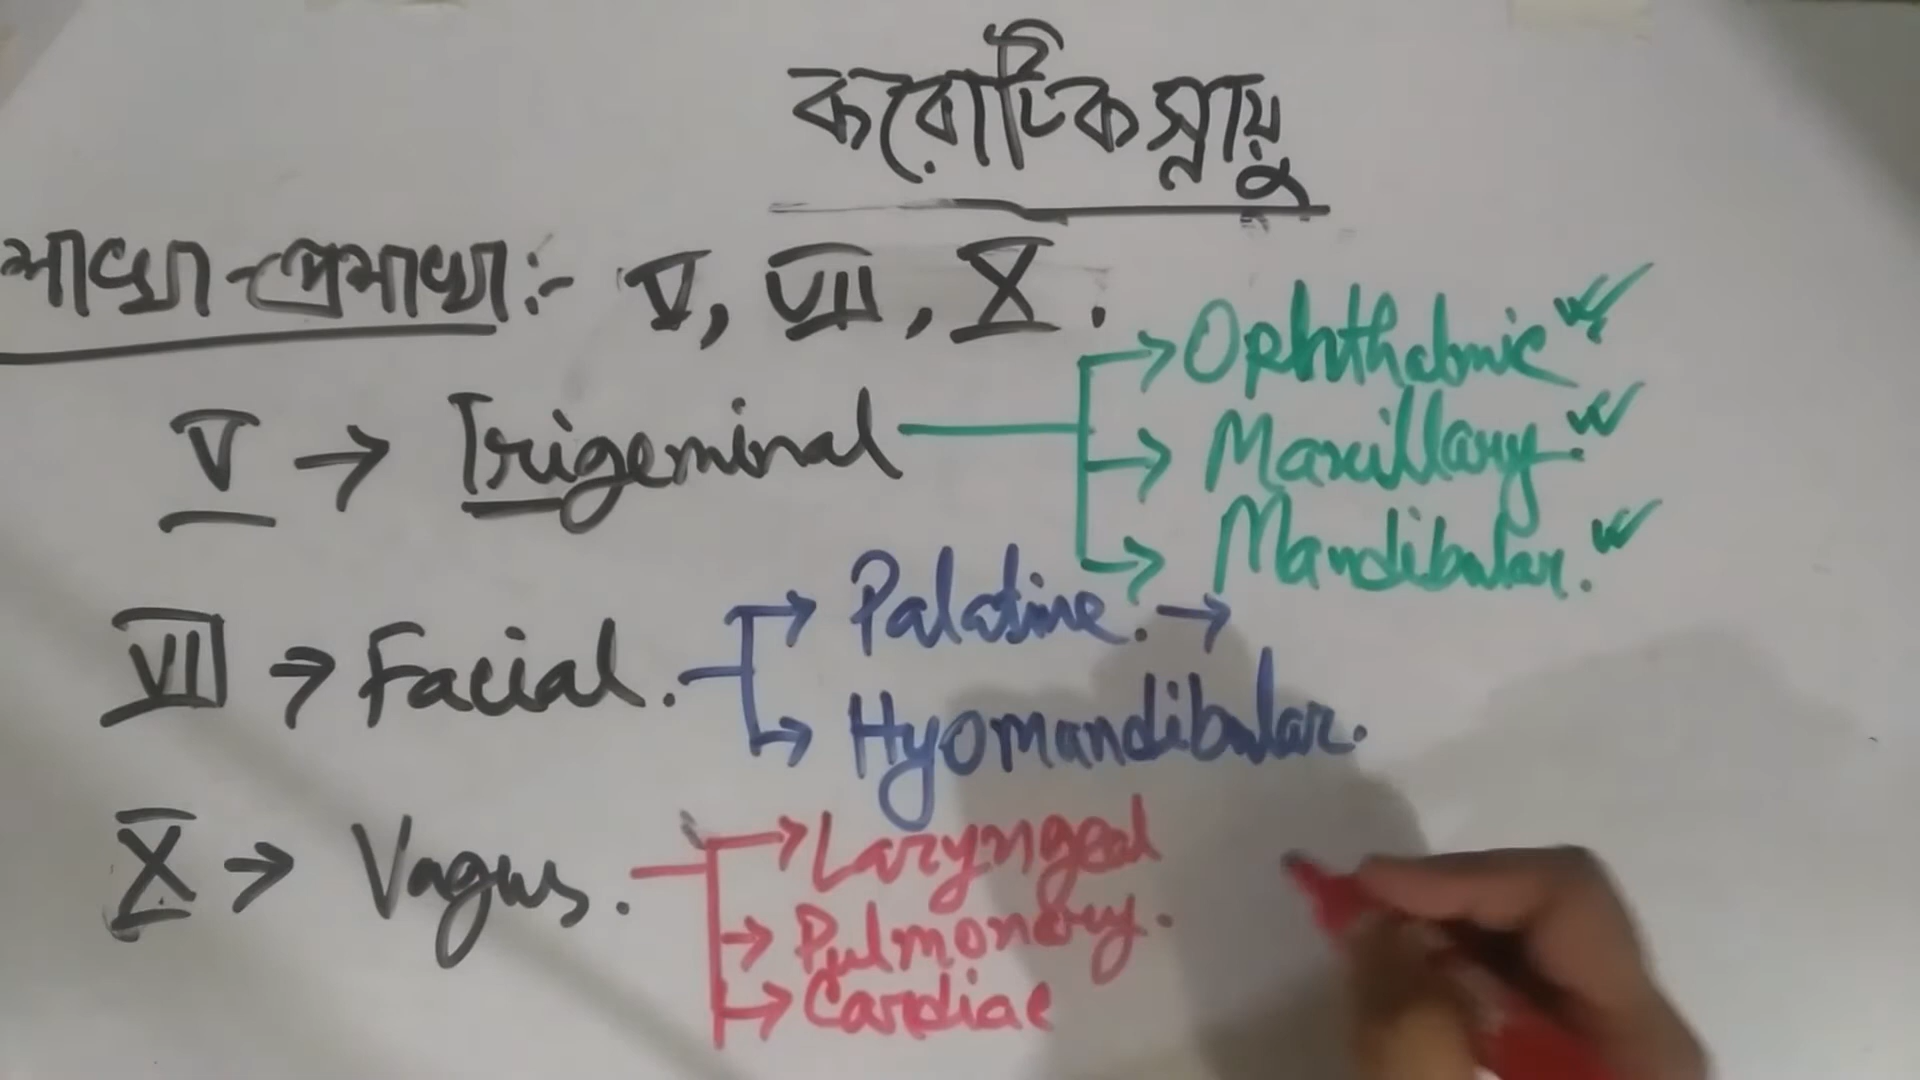 করোটিক স্নায়ু
শাখা-প্রশাখা :- V, VII, X.
V → Trigeminal → Ophthalmic
→ Maxillary.
→ Mandibular.
VII → Facial. → Palatine. →
→ Hyomandibular.
X → Vagus. → Laryngeal
→ Pulmonary.
→ Cardiac